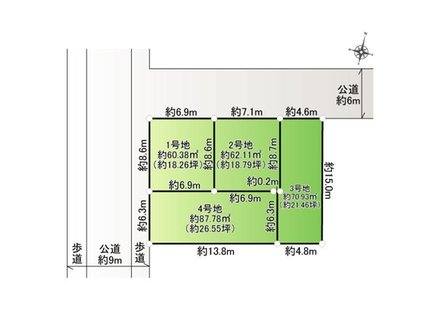 公道
約6m
約6.9m
約7.1m
約4.6m
1号地
約60.38㎡
(約18.26坪)
2号地
約62.11㎡
(約18.79坪)
3号地
約70.93㎡
(約21.46坪)
約8.6m
約8.6m
約8.7m
約15.0m
約6.9m
約6.9m
約0.2m
約6.3m
約6.3m
4号地
約87.78㎡
(約26.55坪)
約13.8m
約4.8m
歩道
公道
約9m
歩道